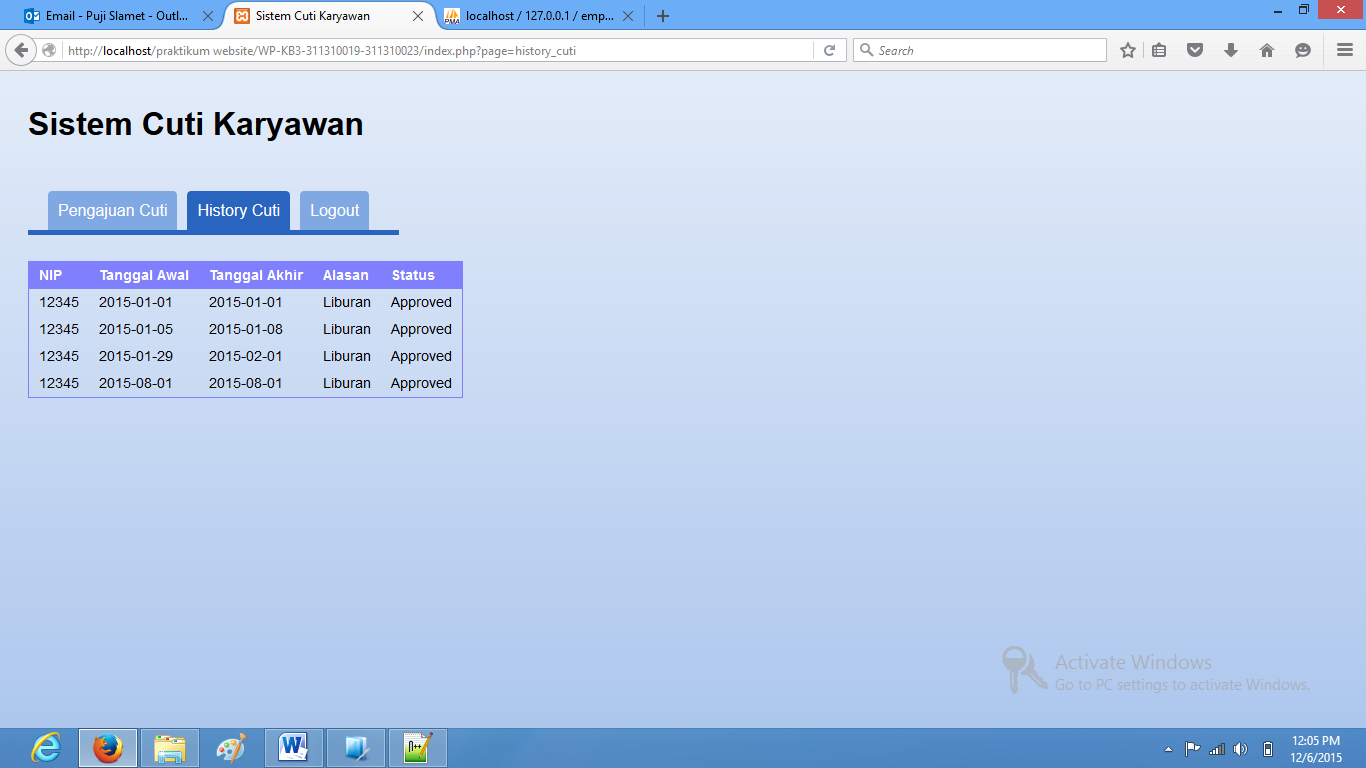 Email - Puji Slamet - Outl...
Sistem Cuti Karyawan
localhost / 127.0.0.1 / emp...
http://localhost/praktikum website/WP-KB3-311310019-311310023/index.php?page=history_cuti
Search
Sistem Cuti Karyawan
Pengajuan Cuti History Cuti Logout
NIP Tanggal Awal Tanggal Akhir Alasan Status
12345 2015-01-01 2015-01-01 Liburan Approved
12345 2015-01-05 2015-01-08 Liburan Approved
12345 2015-01-29 2015-02-01 Liburan Approved
12345 2015-08-01 2015-08-01 Liburan Approved
Activate Windows
Go to PC settings to activate Windows.
12:05 PM
12/6/2015